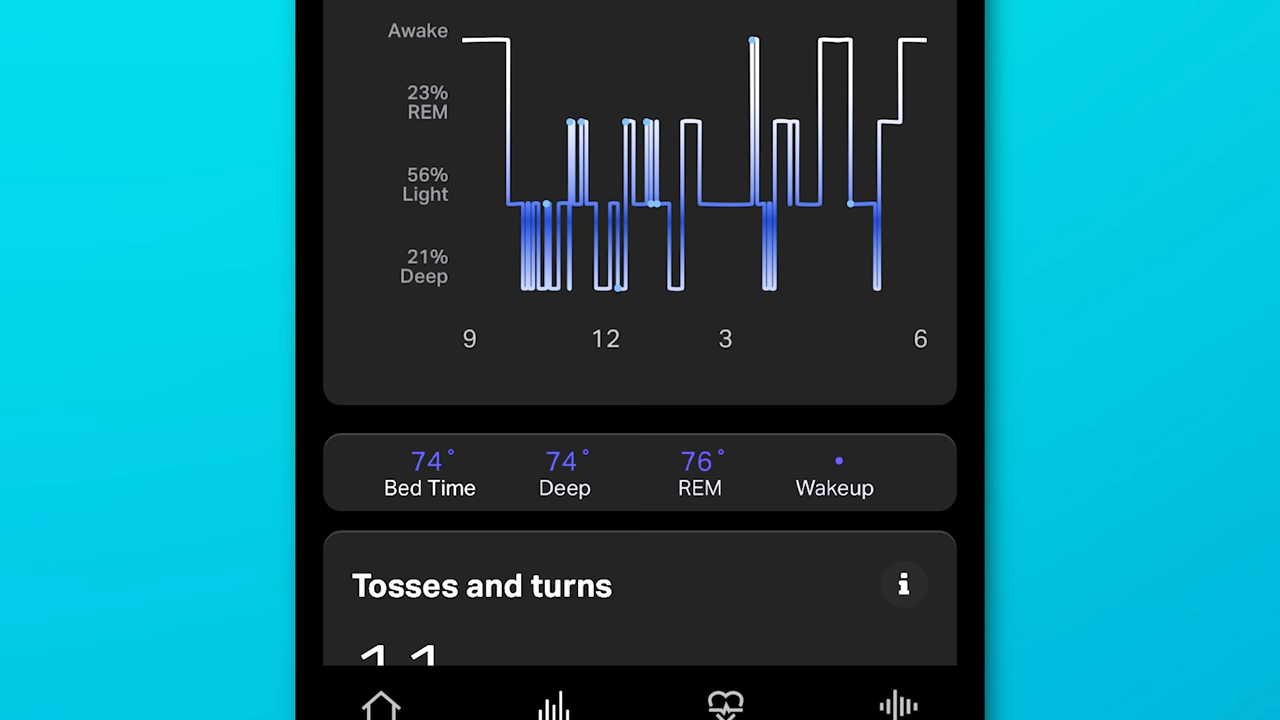 Awake
23%
REM
56%
Light
21%
Deep
9 12 3 6
74° 74° 76° •
Bed Time Deep REM Wakeup
Tosses and turns
i
11